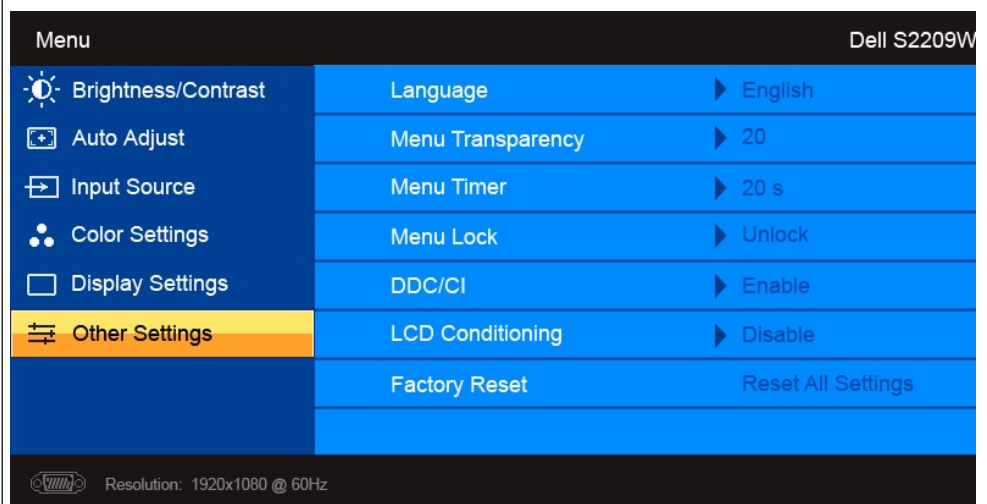 Menu Dell S2209W
Brightness/Contrast
Auto Adjust
Input Source
Color Settings
Display Settings
Other Settings
Language English
Menu Transparency 20
Menu Timer 20 s
Menu Lock Unlock
DDC/CI Enable
LCD Conditioning Disable
Factory Reset Reset All Settings
Resolution: 1920x1080 @ 60Hz